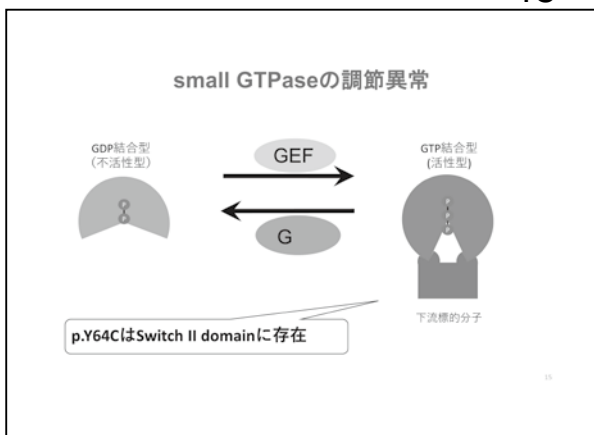 small GTPaseの調節異常
GDP結合型
（不活性型）
GEF
G
GTP結合型
(活性型)
下流標的分子
p.Y64CはSwitch II domainに存在
15